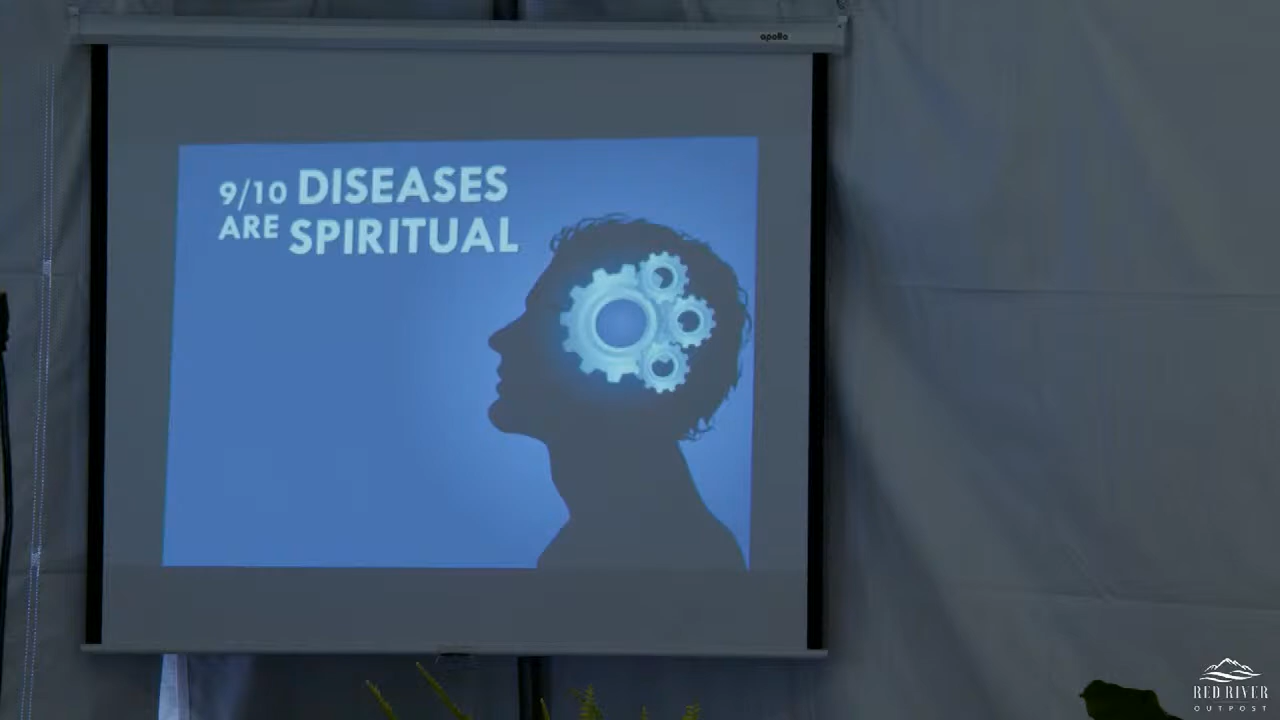 apollo
9/10 DISEASES
ARE SPIRITUAL
RED RIVER
OUTPOST